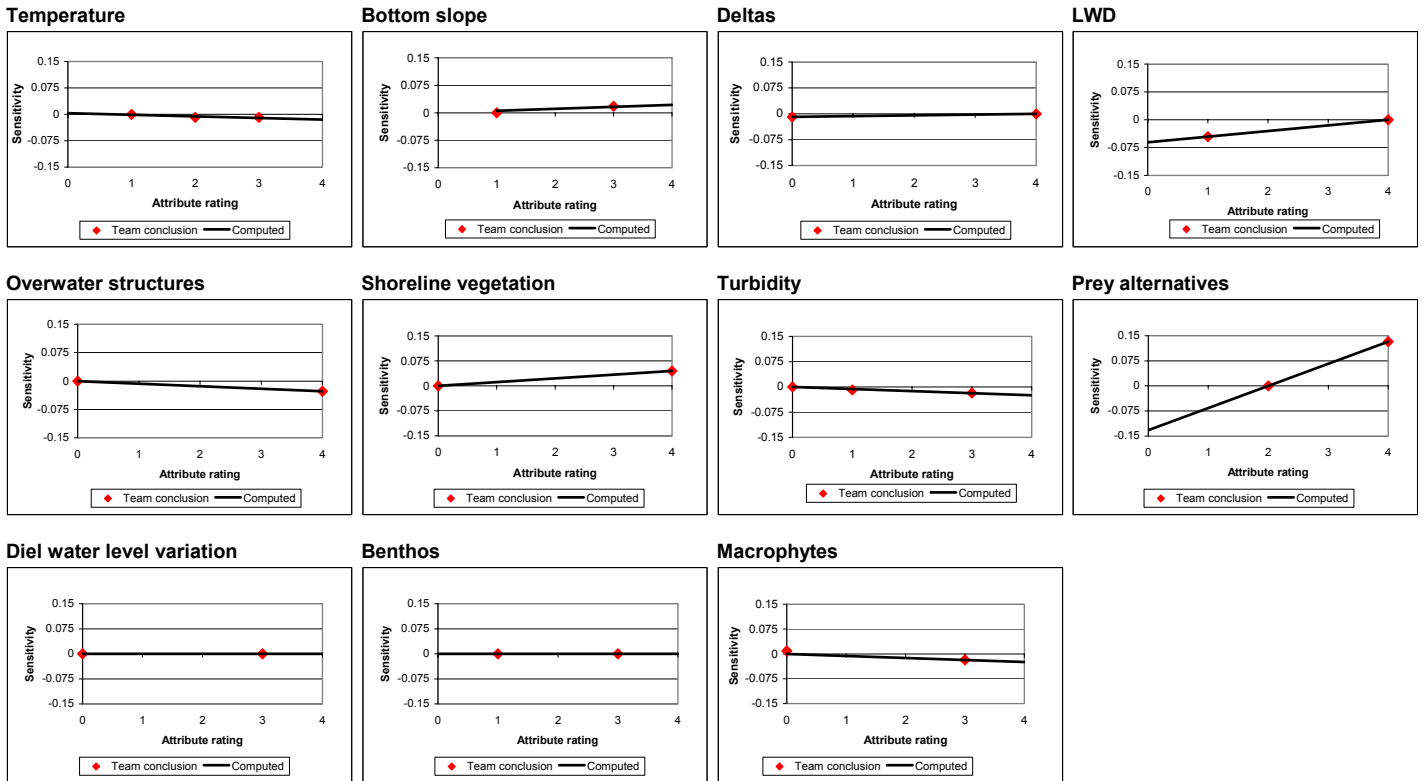 Temperature
Sensitivity
0.15
0.075
0
-0.075
-0.15
0 1 2 3 4
Attribute rating
Team conclusion Computed
Bottom slope
Sensitivity
0.15
0.075
0
-0.075
-0.15
0 1 2 3 4
Attribute rating
Team conclusion Computed
Deltas
Sensitivity
0.15
0.075
0
-0.075
-0.15
0 1 2 3 4
Attribute rating
Team conclusion Computed
LWD
Sensitivity
0.15
0.075
0
-0.075
-0.15
0 1 2 3 4
Attribute rating
Team conclusion Computed
Overwater structures
Sensitivity
0.15
0.075
0
-0.075
-0.15
0 1 2 3 4
Attribute rating
Team conclusion Computed
Shoreline vegetation
Sensitivity
0.15
0.075
0
-0.075
-0.15
0 1 2 3 4
Attribute rating
Team conclusion Computed
Turbidity
Sensitivity
0.15
0.075
0
-0.075
-0.15
0 1 2 3 4
Attribute rating
Team conclusion Computed
Prey alternatives
Sensitivity
0.15
0.075
0
-0.075
-0.15
0 1 2 3 4
Attribute rating
Team conclusion Computed
Diel water level variation
Sensitivity
0.15
0.075
0
-0.075
-0.15
0 1 2 3 4
Attribute rating
Team conclusion Computed
Benthos
Sensitivity
0.15
0.075
0
-0.075
-0.15
0 1 2 3 4
Attribute rating
Team conclusion Computed
Macrophytes
Sensitivity
0.15
0.075
0
-0.075
-0.15
0 1 2 3 4
Attribute rating
Team conclusion Computed